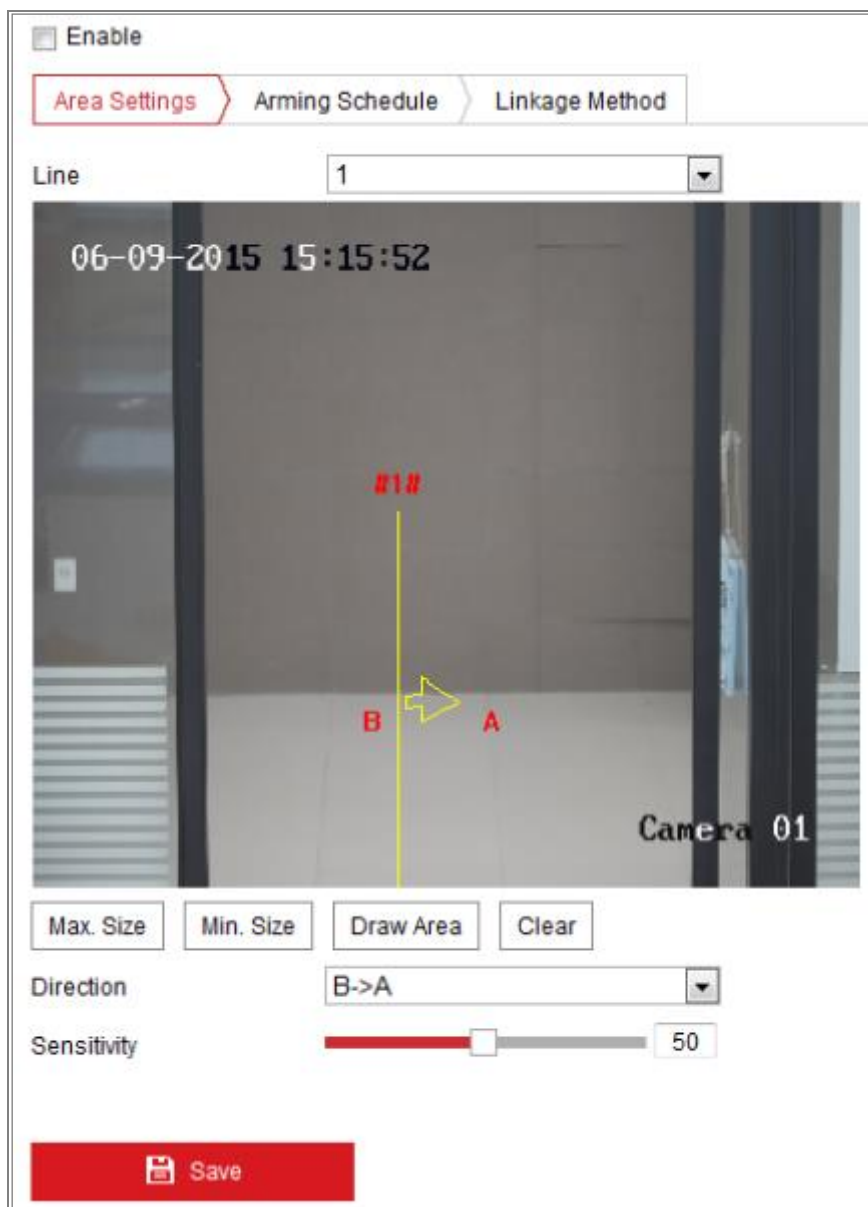 Enable
Area Settings
Arming Schedule
Linkage Method
Line
1
06-09-2015 15:15:52
#1#
B
A
Camera 01
Max. Size
Min. Size
Draw Area
Clear
Direction
B->A
Sensitivity
50
Save